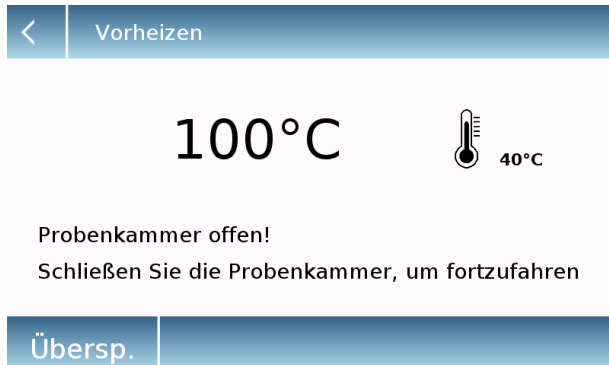 Vorheizen
100°C
40°C
Probenkammer offen!
Schließen Sie die Probenkammer, um fortzufahren
Übersp.